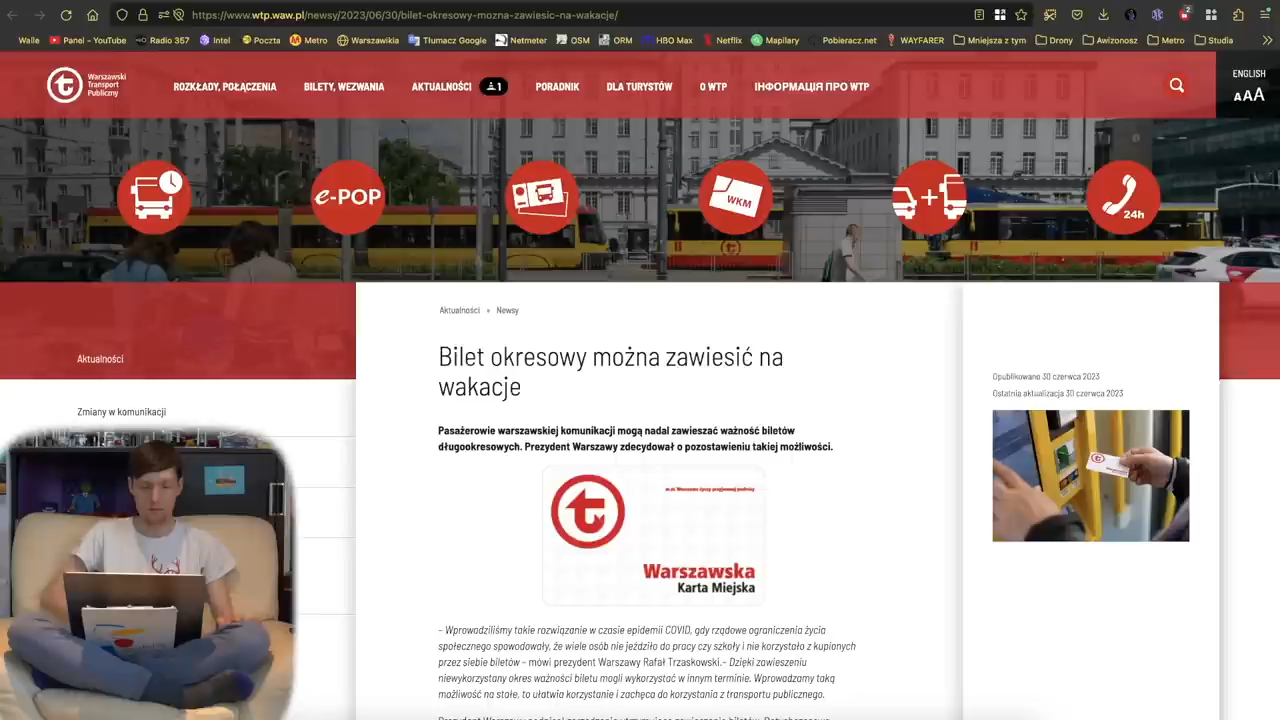 https://www.wtp.waw.pl/newsy/2023/06/30/bilet-okresowy-mozna-zawiesic-na-wakacje/
2
Walle
Panel – YouTube
Radio 357
Intel
Poczta
Metro
Warszawikia
Tłumacz Google
Netmeter
OSM
ORM
HBO Max
Netflix
Mapilary
Pobieracz.net
WAYFARER
Mniejsza z tym
Drony
Awizonosz
Metro
Studia
Warszawski
Transport
Publiczny
ROZKŁADY, POŁĄCZENIA
BILETY, WEZWANIA
AKTUALNOŚCI
1
PORADNIK
DLA TURYSTÓW
O WTP
ІНФОРМАЦІЯ ПРО WTP
ENGLISH
AAA
e-POP
WKM
24h
Aktualności
Zmiany w komunikacji
Aktualności » Newsy
Bilet okresowy można zawiesić na
wakacje
Pasażerowie warszawskiej komunikacji mogą nadal zawieszać ważność biletów
długookresowych. Prezydent Warszawy zdecydował o pozostawieniu takiej możliwości.
m.st. Warszawa życzy przyjemnej podróży
Warszawska
Karta Miejska
– Wprowadziliśmy takie rozwiązanie w czasie epidemii COVID, gdy rządowe ograniczenia życia
społecznego spowodowały, że wiele osób nie jeździło do pracy czy szkoły i nie korzystało z kupionych
przez siebie biletów – mówi prezydent Warszawy Rafał Trzaskowski.– Dzięki zawieszeniu
niewykorzystany okres ważności biletu mogli wykorzystać w innym terminie. Wprowadzamy taką
możliwość na stałe, to ułatwia korzystanie i zachęca do korzystania z transportu publicznego.
Opublikowano 30 czerwca 2023
Ostatnia aktualizacja 30 czerwca 2023